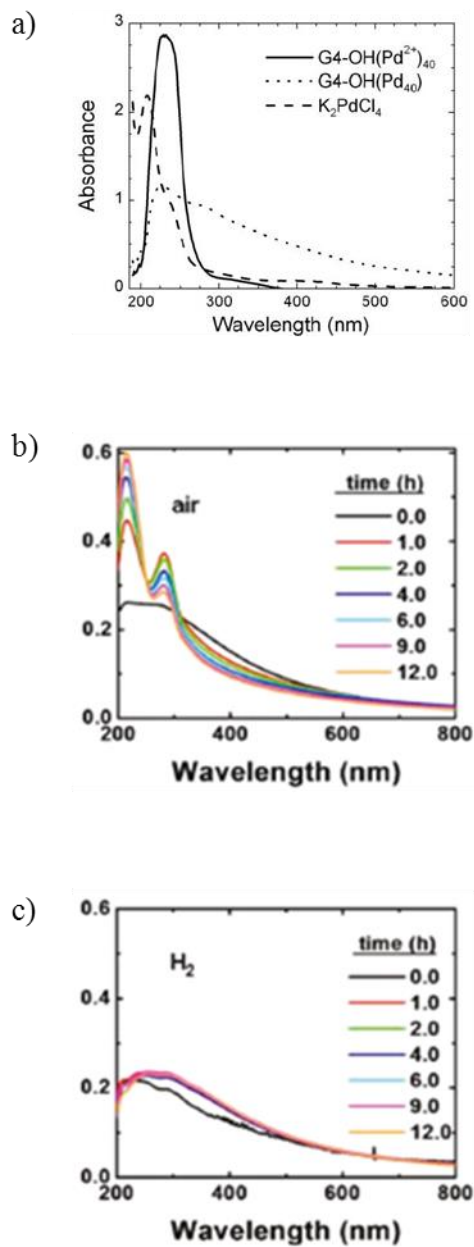 a)
3
2
1
0
Absorbance
G4-OH(Pd²⁺)₄₀
G4-OH(Pd₄₀)
K₂PdCl₄
200 300 400 500 600
Wavelength (nm)
b)
0.6
0.4
0.2
0.0
air
time (h)
0.0
1.0
2.0
4.0
6.0
9.0
12.0
200 400 600 800
Wavelength (nm)
c)
0.6
0.4
0.2
0.0
H₂
time (h)
0.0
1.0
2.0
4.0
6.0
9.0
12.0
200 400 600 800
Wavelength (nm)